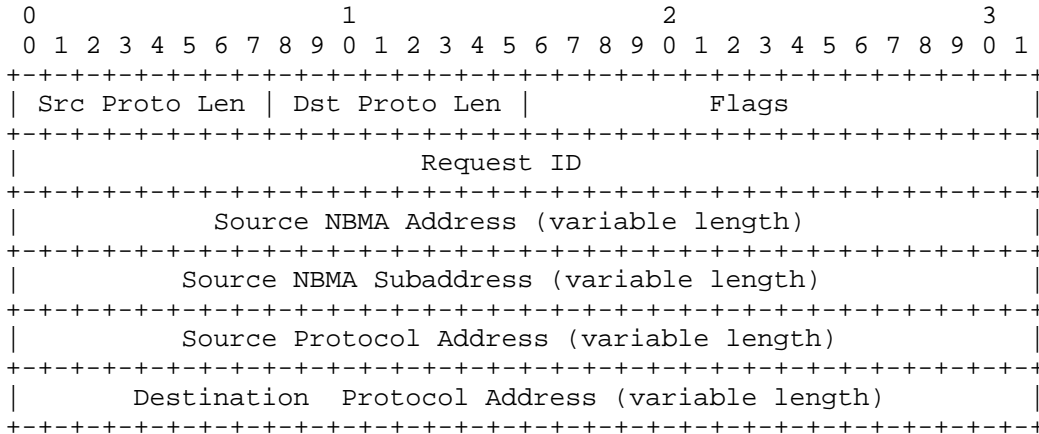 0                   1                   2                   3
 0 1 2 3 4 5 6 7 8 9 0 1 2 3 4 5 6 7 8 9 0 1 2 3 4 5 6 7 8 9 0 1
+-+-+-+-+-+-+-+-+-+-+-+-+-+-+-+-+-+-+-+-+-+-+-+-+-+-+-+-+-+-+-+-+
| Src Proto Len | Dst Proto Len |           Flags               |
+-+-+-+-+-+-+-+-+-+-+-+-+-+-+-+-+-+-+-+-+-+-+-+-+-+-+-+-+-+-+-+-+
|                         Request ID                            |
+-+-+-+-+-+-+-+-+-+-+-+-+-+-+-+-+-+-+-+-+-+-+-+-+-+-+-+-+-+-+-+-+
|            Source NBMA Address (variable length)              |
+-+-+-+-+-+-+-+-+-+-+-+-+-+-+-+-+-+-+-+-+-+-+-+-+-+-+-+-+-+-+-+-+
|          Source NBMA Subaddress (variable length)             |
+-+-+-+-+-+-+-+-+-+-+-+-+-+-+-+-+-+-+-+-+-+-+-+-+-+-+-+-+-+-+-+-+
|          Source Protocol Address (variable length)            |
+-+-+-+-+-+-+-+-+-+-+-+-+-+-+-+-+-+-+-+-+-+-+-+-+-+-+-+-+-+-+-+-+
|       Destination  Protocol Address (variable length)         |
+-+-+-+-+-+-+-+-+-+-+-+-+-+-+-+-+-+-+-+-+-+-+-+-+-+-+-+-+-+-+-+-+